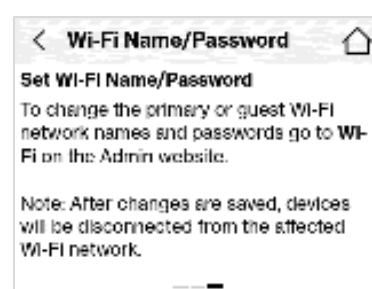 Wi-Fi Name/Password
Set Wi-Fi Name/Password
To change the primary or guest Wi-Fi
network names and passwords go to Wi-
Fi on the Admin website.
Note: After changes are saved, devices
will be disconnected from the affected
Wi-Fi network.